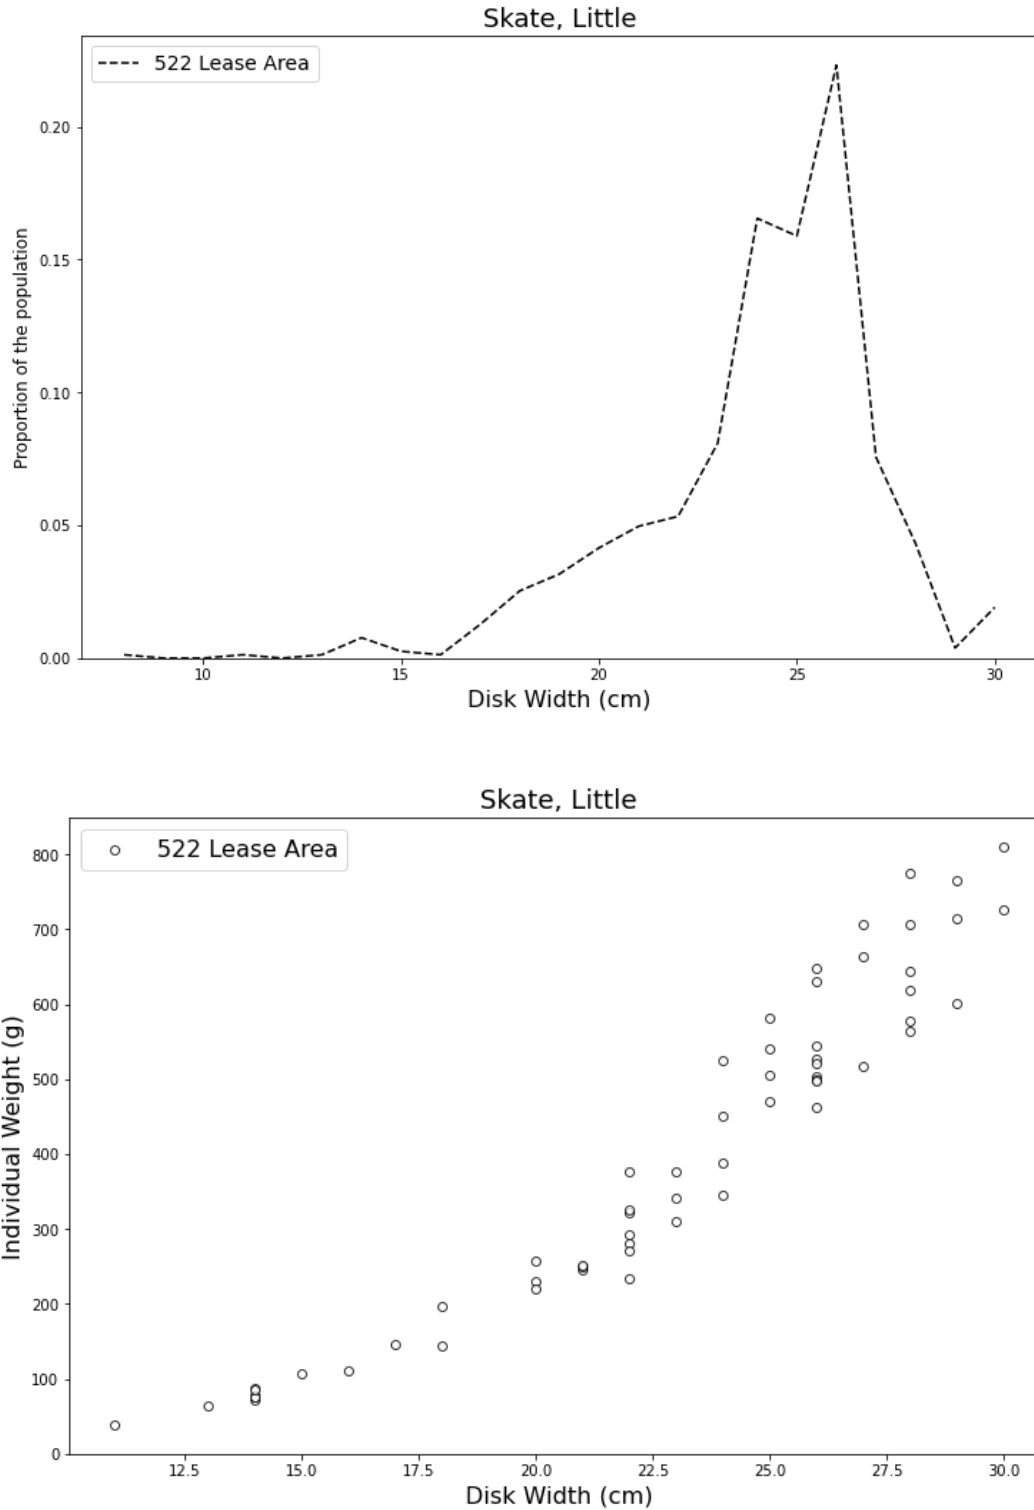 Skate, Little
522 Lease Area
Proportion of the population
0.20
0.15
0.10
0.05
0.00
10 15 20 25 30
Disk Width (cm)
Skate, Little
522 Lease Area
Individual Weight (g)
800
700
600
500
400
300
200
100
0
12.5 15.0 17.5 20.0 22.5 25.0 27.5 30.0
Disk Width (cm)